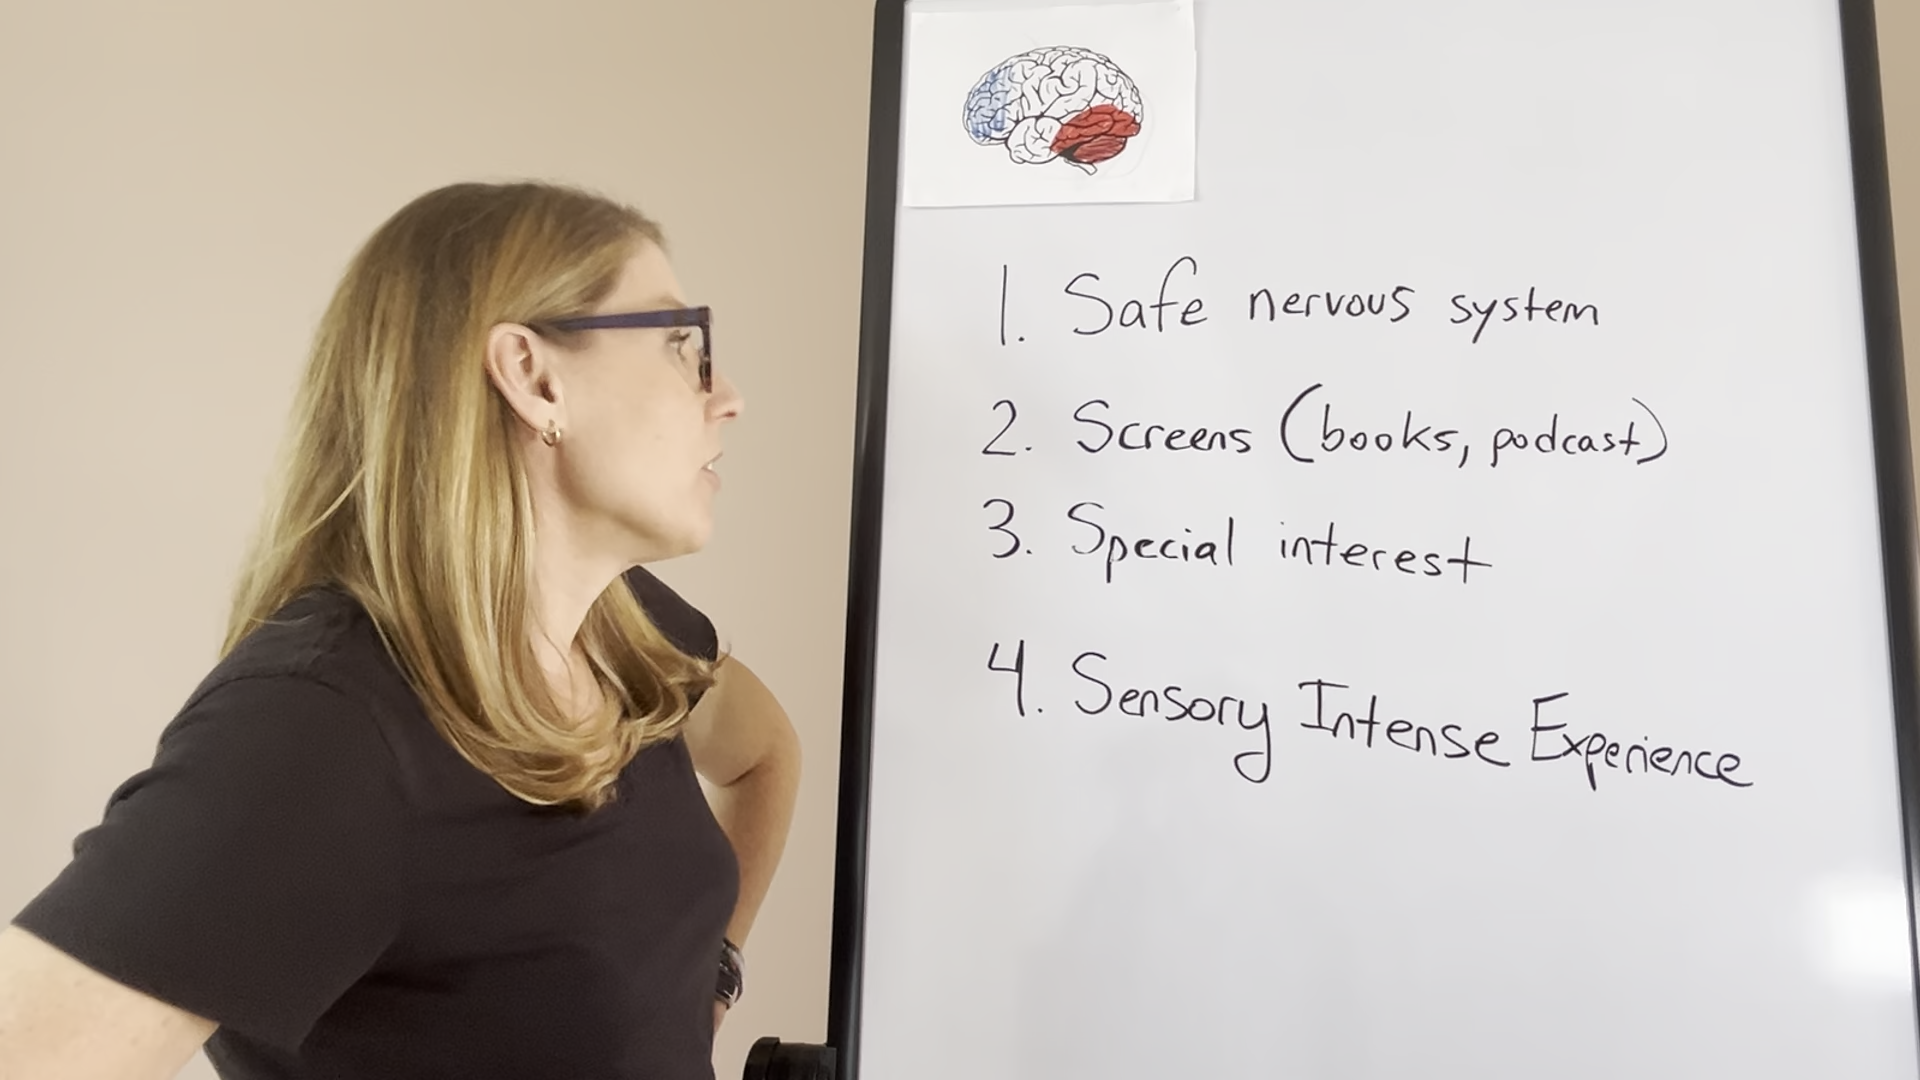 1. Safe nervous system
2. Screens (books, podcast)
3. Special interest
4. Sensory Intense Experience